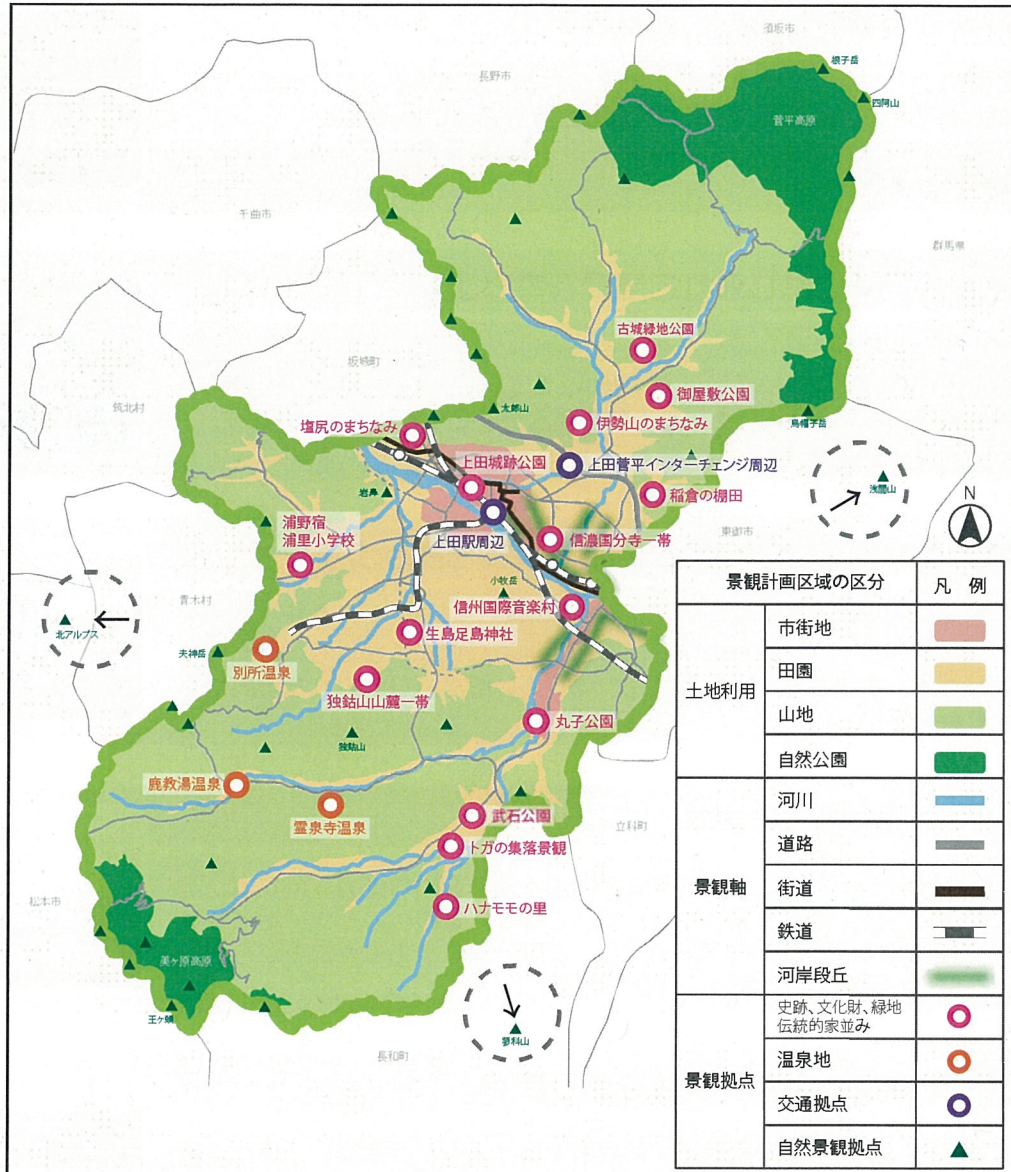 須坂市
根子岳
長野市
四阿山
菅平高原
千曲市
群馬県
古城緑地公園
坂城町
御屋敷公園
筑北村
太郎山
烏帽子岳
塩尻のまちなみ
伊勢山のまちなみ
上田城跡公園
上田菅平インターチェンジ周辺
浅間山
岩鼻
稲倉の棚田
N
浦野宿
浦里小学校
上田駅周辺
信濃国分寺一帯
東御市
小牧岳
青木村
信州国際音楽村
北アルプス
生島足島神社
夫神岳
別所温泉
独鈷山山麓一帯
丸子公園
独鈷山
鹿教湯温泉
霊泉寺温泉
武石公園
立科町
トガの集落景観
松本市
ハナモモの里
美ヶ原高原
王ヶ頭
蓼科山
長和町
景観計画区域の区分 凡 例
土地利用
市街地
田園
山地
自然公園
景観軸
河川
道路
街道
鉄道
河岸段丘
景観拠点
史跡、文化財、緑地
伝統的家並み
温泉地
交通拠点
自然景観拠点